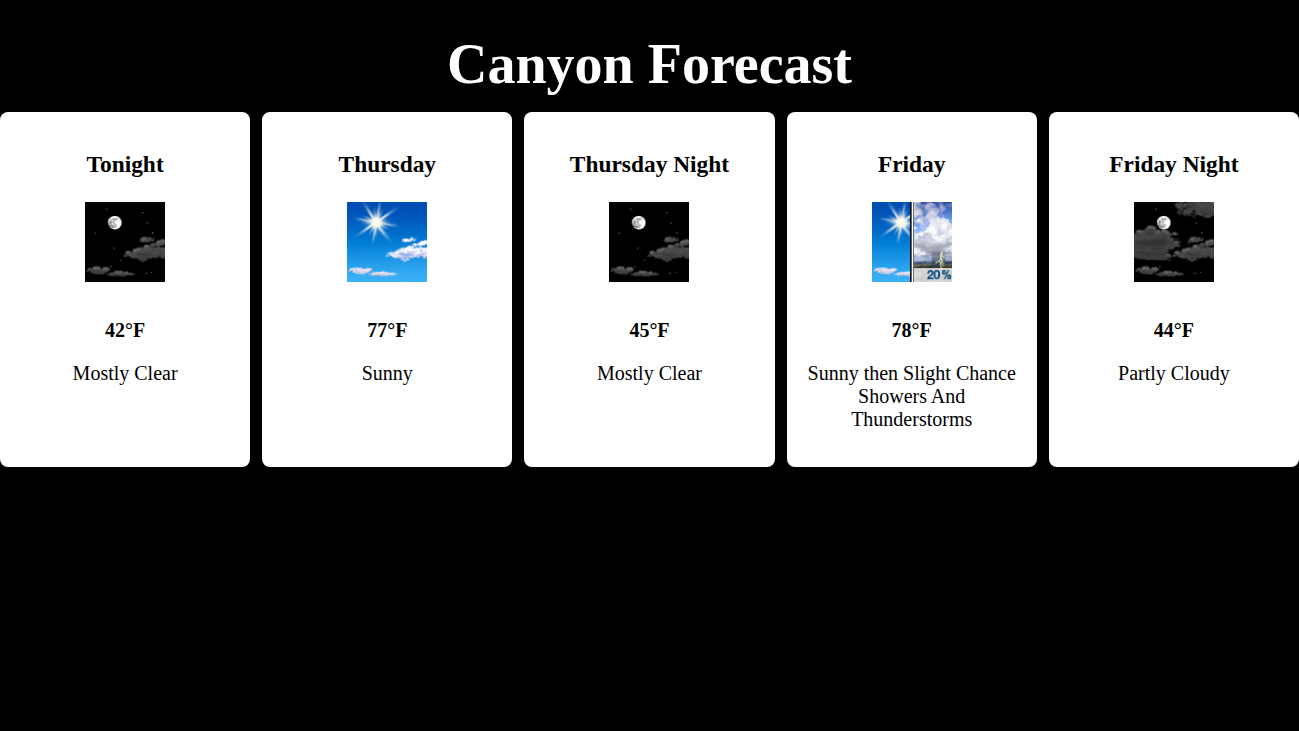 Canyon Forecast
Tonight
42°F
Mostly Clear
Thursday
77°F
Sunny
Thursday Night
45°F
Mostly Clear
Friday
20%
78°F
Sunny then Slight Chance
Showers And
Thunderstorms
Friday Night
44°F
Partly Cloudy